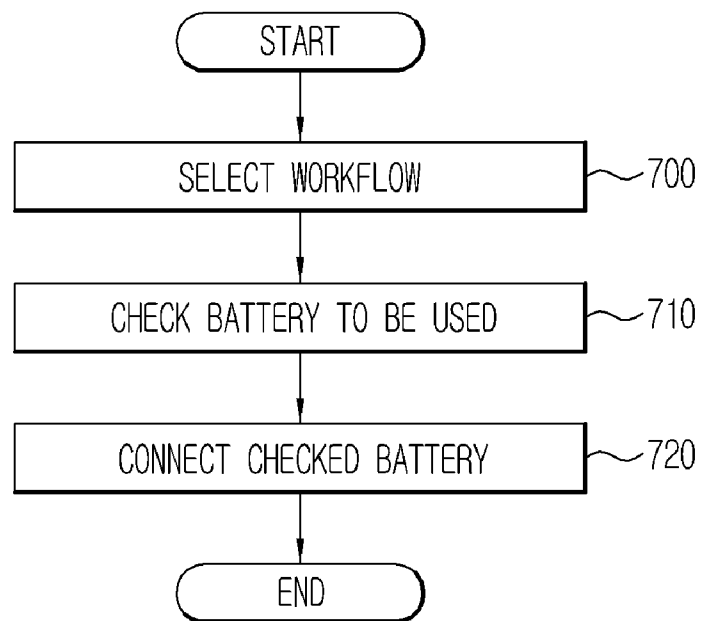 START
SELECT WORKFLOW
700
CHECK BATTERY TO BE USED
710
CONNECT CHECKED BATTERY
720
END